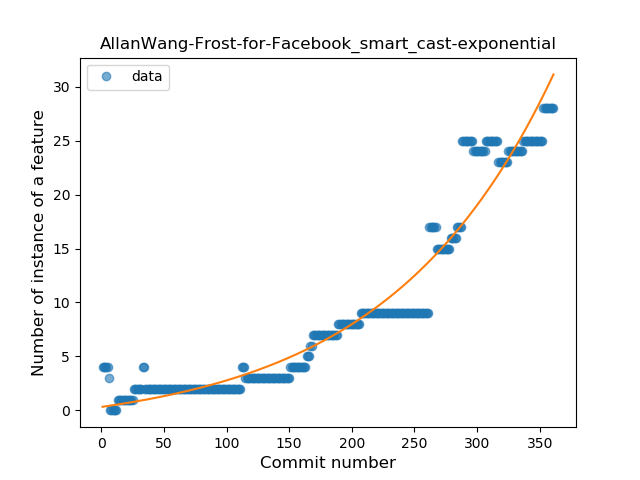 AllanWang-Frost-for-Facebook_smart_cast-exponential
data
Number of instance of a feature
30
25
20
15
10
5
0
0 50 100 150 200 250 300 350
Commit number